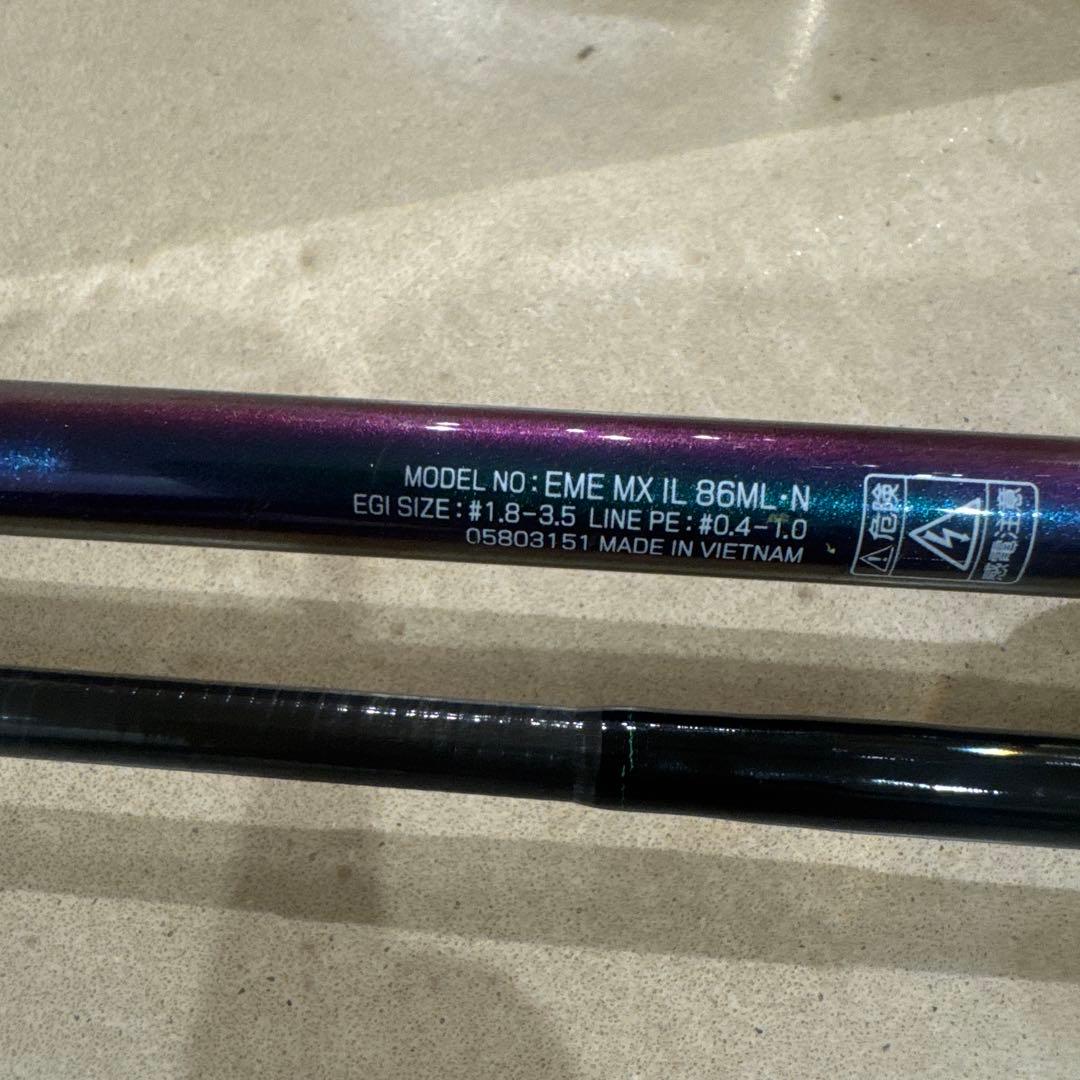 MODEL NO : EME MX IL 86ML・N
EGI SIZE : #1.8-3.5 LINE PE : #0.4-1.0
05803151 MADE IN VIETNAM
危険
感電注意